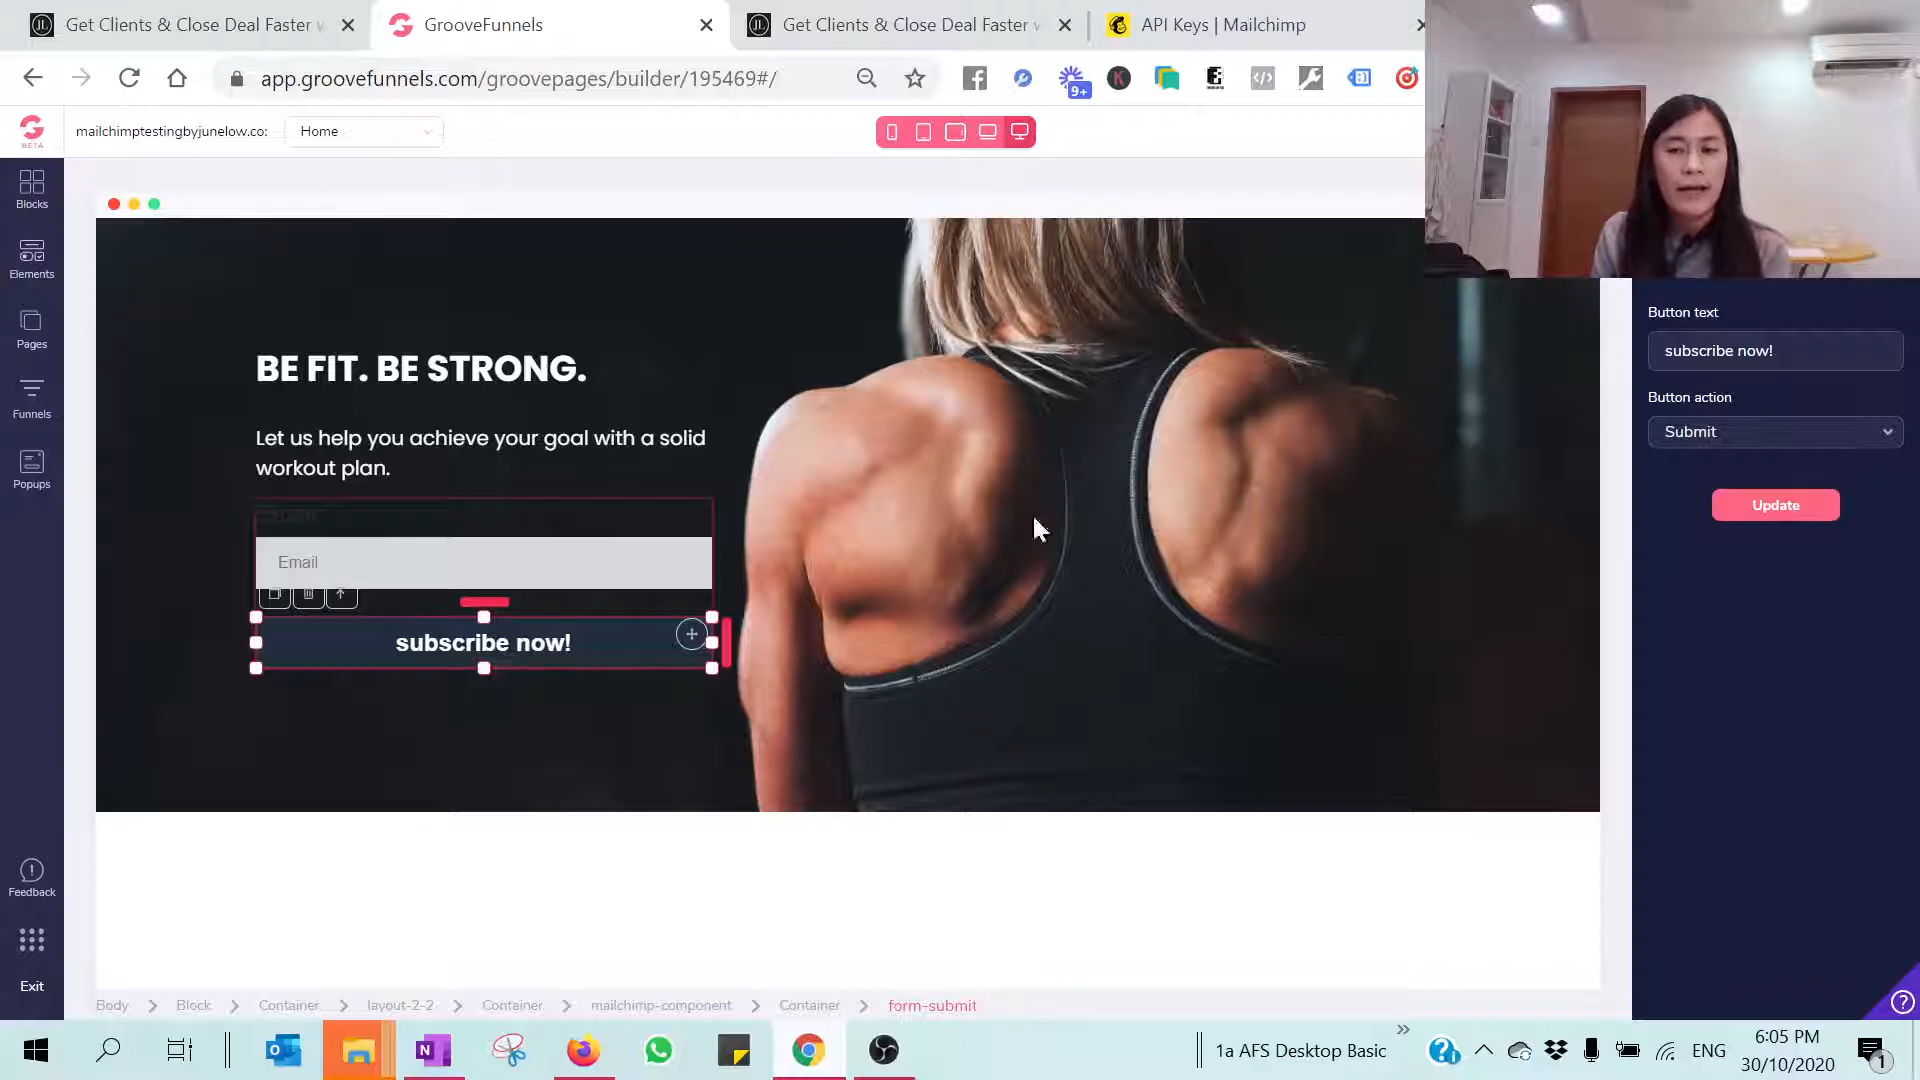 Get Clients & Close Deal Faster w
GrooveFunnels
Get Clients & Close Deal Faster w
API Keys | Mailchimp
app.groovefunnels.com/groovepages/builder/195469#/
9+
BETA
mailchimptestingbyjunelow.co:
Home
Blocks
Elements
Pages
Funnels
Popups
Feedback
Exit
BE FIT. BE STRONG.
Let us help you achieve your goal with a solid
workout plan.
Email
subscribe now!
Button text
subscribe now!
Button action
Submit
Update
Body
Block
Container
layout-2-2
Container
mailchimp-component
Container
form-submit
1a AFS Desktop Basic
ENG
6:05 PM
30/10/2020
1